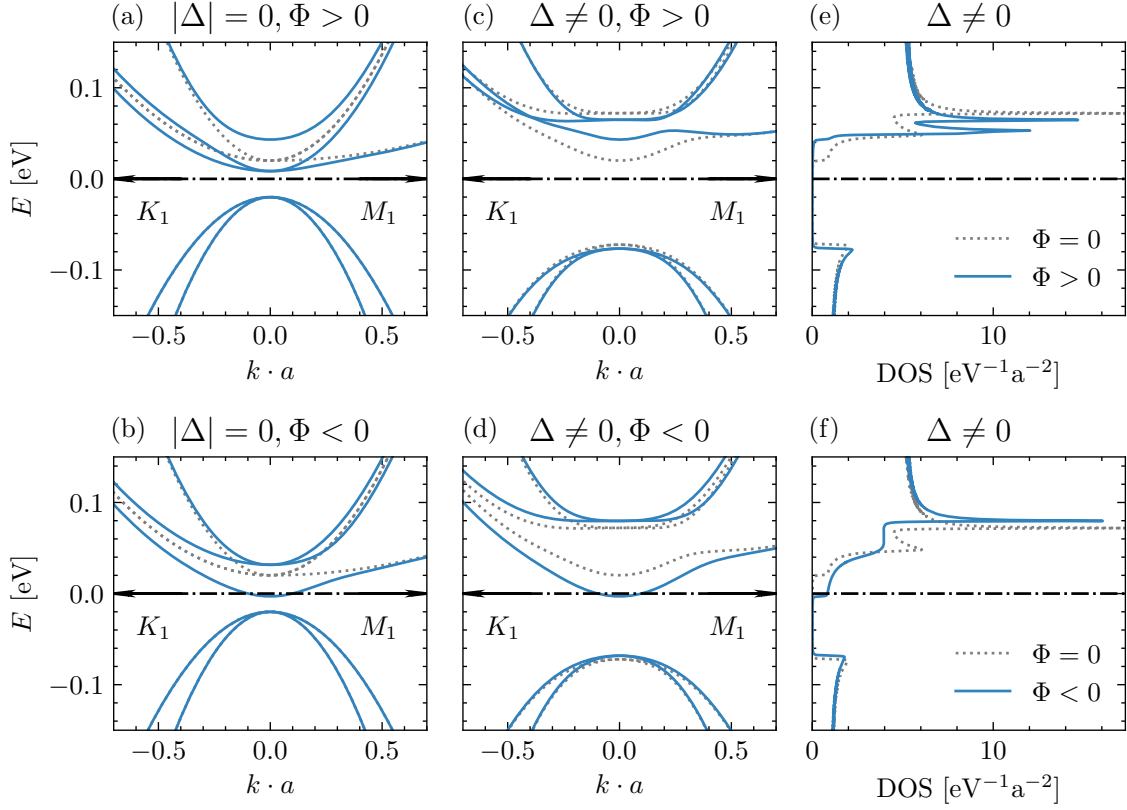 (a) |Δ| = 0, Φ > 0
(c) Δ ≠ 0, Φ > 0
(e) Δ ≠ 0
E [eV]
0.1
0.0
−0.1
K₁
M₁
K₁
M₁
Φ = 0
Φ > 0
−0.5 0.0 0.5
−0.5 0.0 0.5
0 10
k · a
k · a
DOS [eV⁻¹a⁻²]
(b) |Δ| = 0, Φ < 0
(d) Δ ≠ 0, Φ < 0
(f) Δ ≠ 0
E [eV]
0.1
0.0
−0.1
K₁
M₁
K₁
M₁
Φ = 0
Φ < 0
−0.5 0.0 0.5
−0.5 0.0 0.5
0 10
k · a
k · a
DOS [eV⁻¹a⁻²]